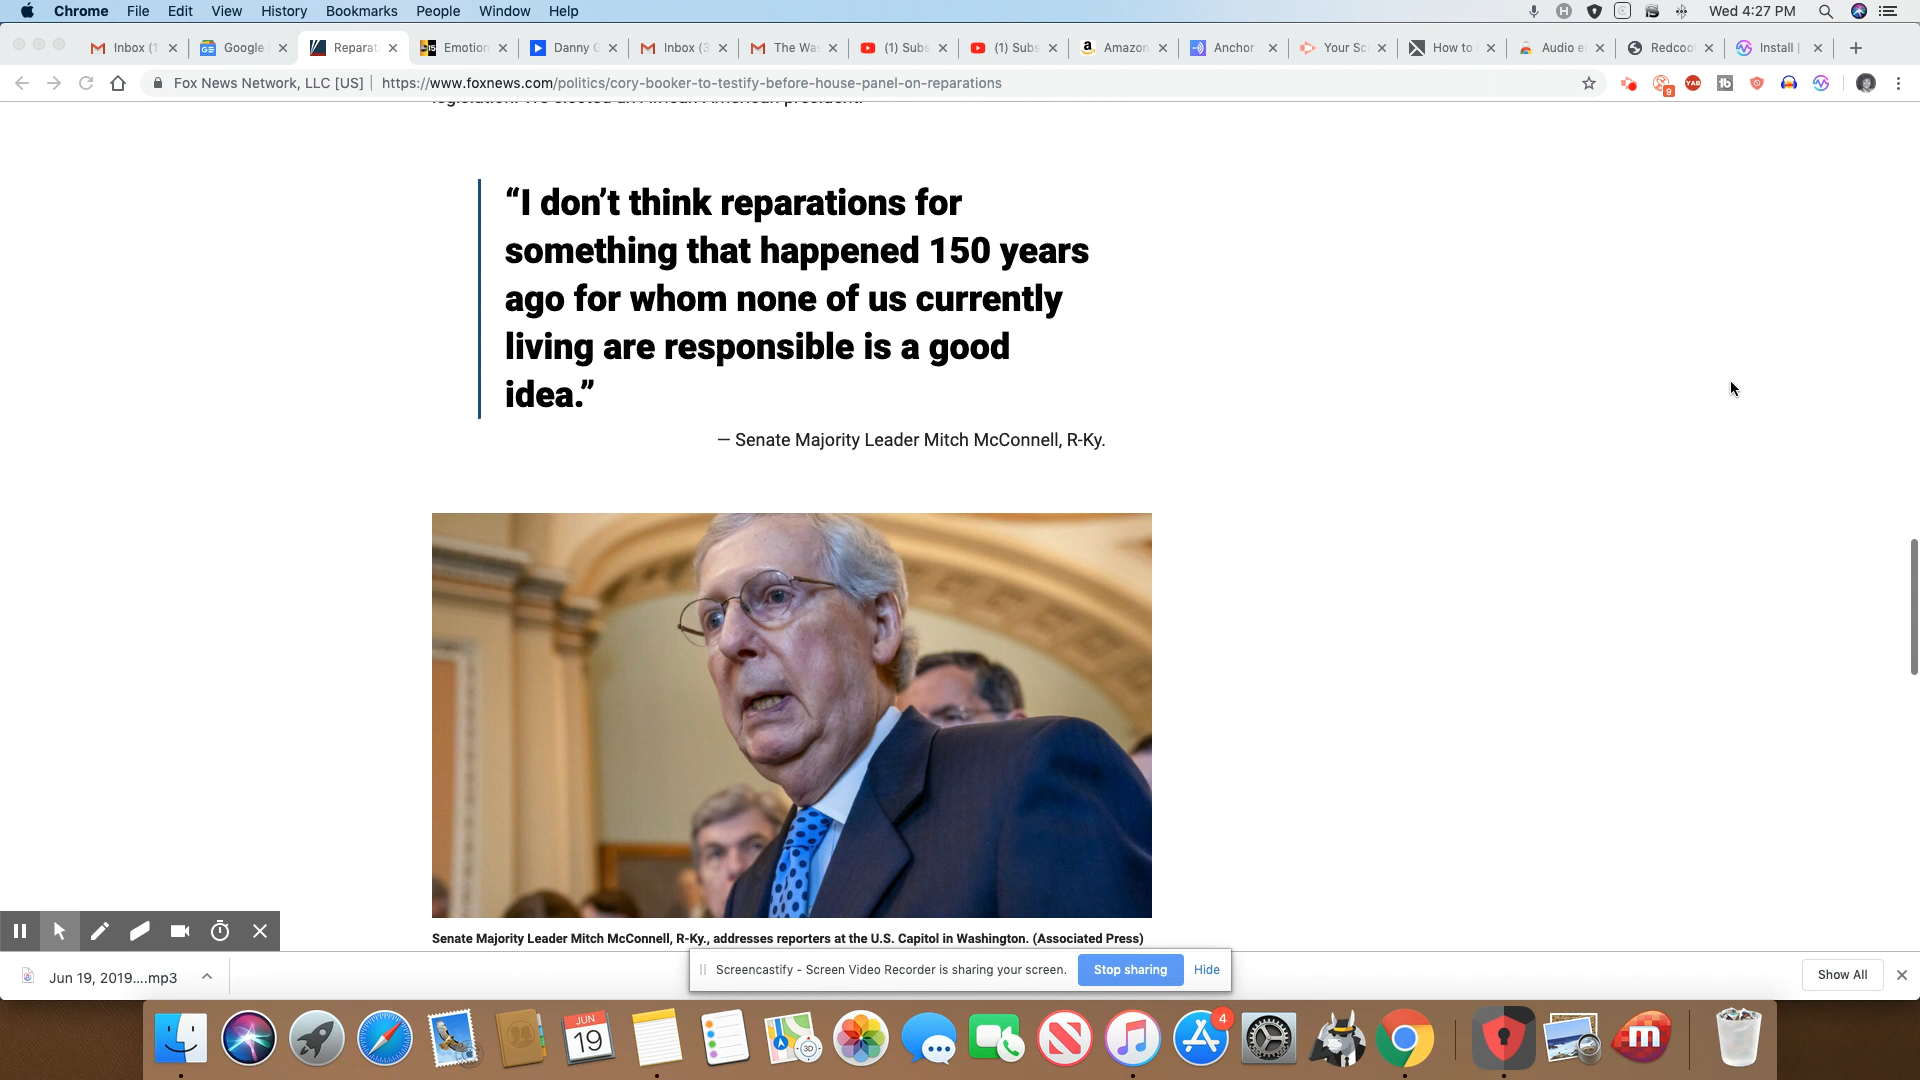 Chrome File Edit View History Bookmarks People Window Help Wed 4:27 PM
Inbox (1 Google Reparat Emotion Danny C Inbox (3 The Wa (1) Subs (1) Subs Amazon Anchor Your Sc How to Audio e Redcoo Install
Fox News Network, LLC [US] https://www.foxnews.com/politics/cory-booker-to-testify-before-house-panel-on-reparations
“I don’t think reparations for
something that happened 150 years
ago for whom none of us currently
living are responsible is a good
idea.”
— Senate Majority Leader Mitch McConnell, R-Ky.
Senate Majority Leader Mitch McConnell, R-Ky., addresses reporters at the U.S. Capitol in Washington. (Associated Press)
Screencastify - Screen Video Recorder is sharing your screen. Stop sharing Hide
Jun 19, 2019....mp3 Show All
JUN
19
3D
4